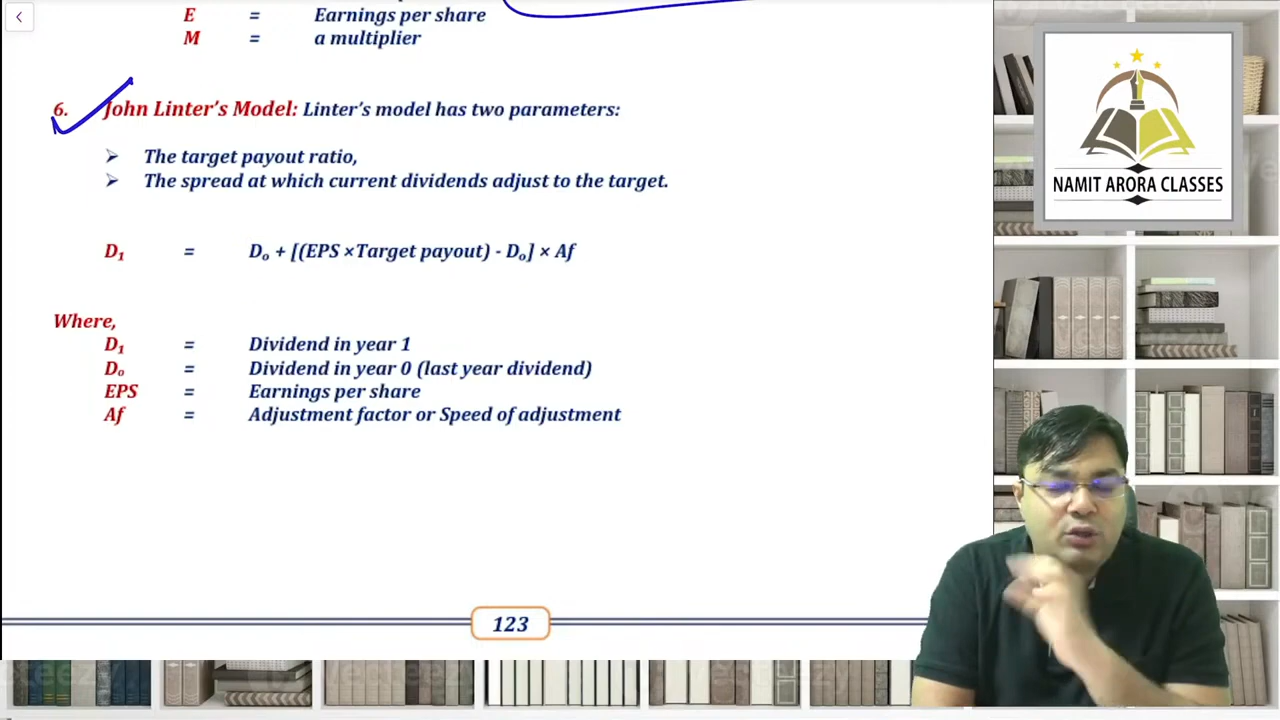 E = Earnings per share
M = a multiplier
6. John Linter's Model: Linter's model has two parameters:
➢ The target payout ratio,
➢ The spread at which current dividends adjust to the target.
D₁ = Dₒ + [(EPS ×Target payout) - Dₒ] × Af
Where,
D₁ = Dividend in year 1
Dₒ = Dividend in year 0 (last year dividend)
EPS = Earnings per share
Af = Adjustment factor or Speed of adjustment
123
NAMIT ARORA CLASSES